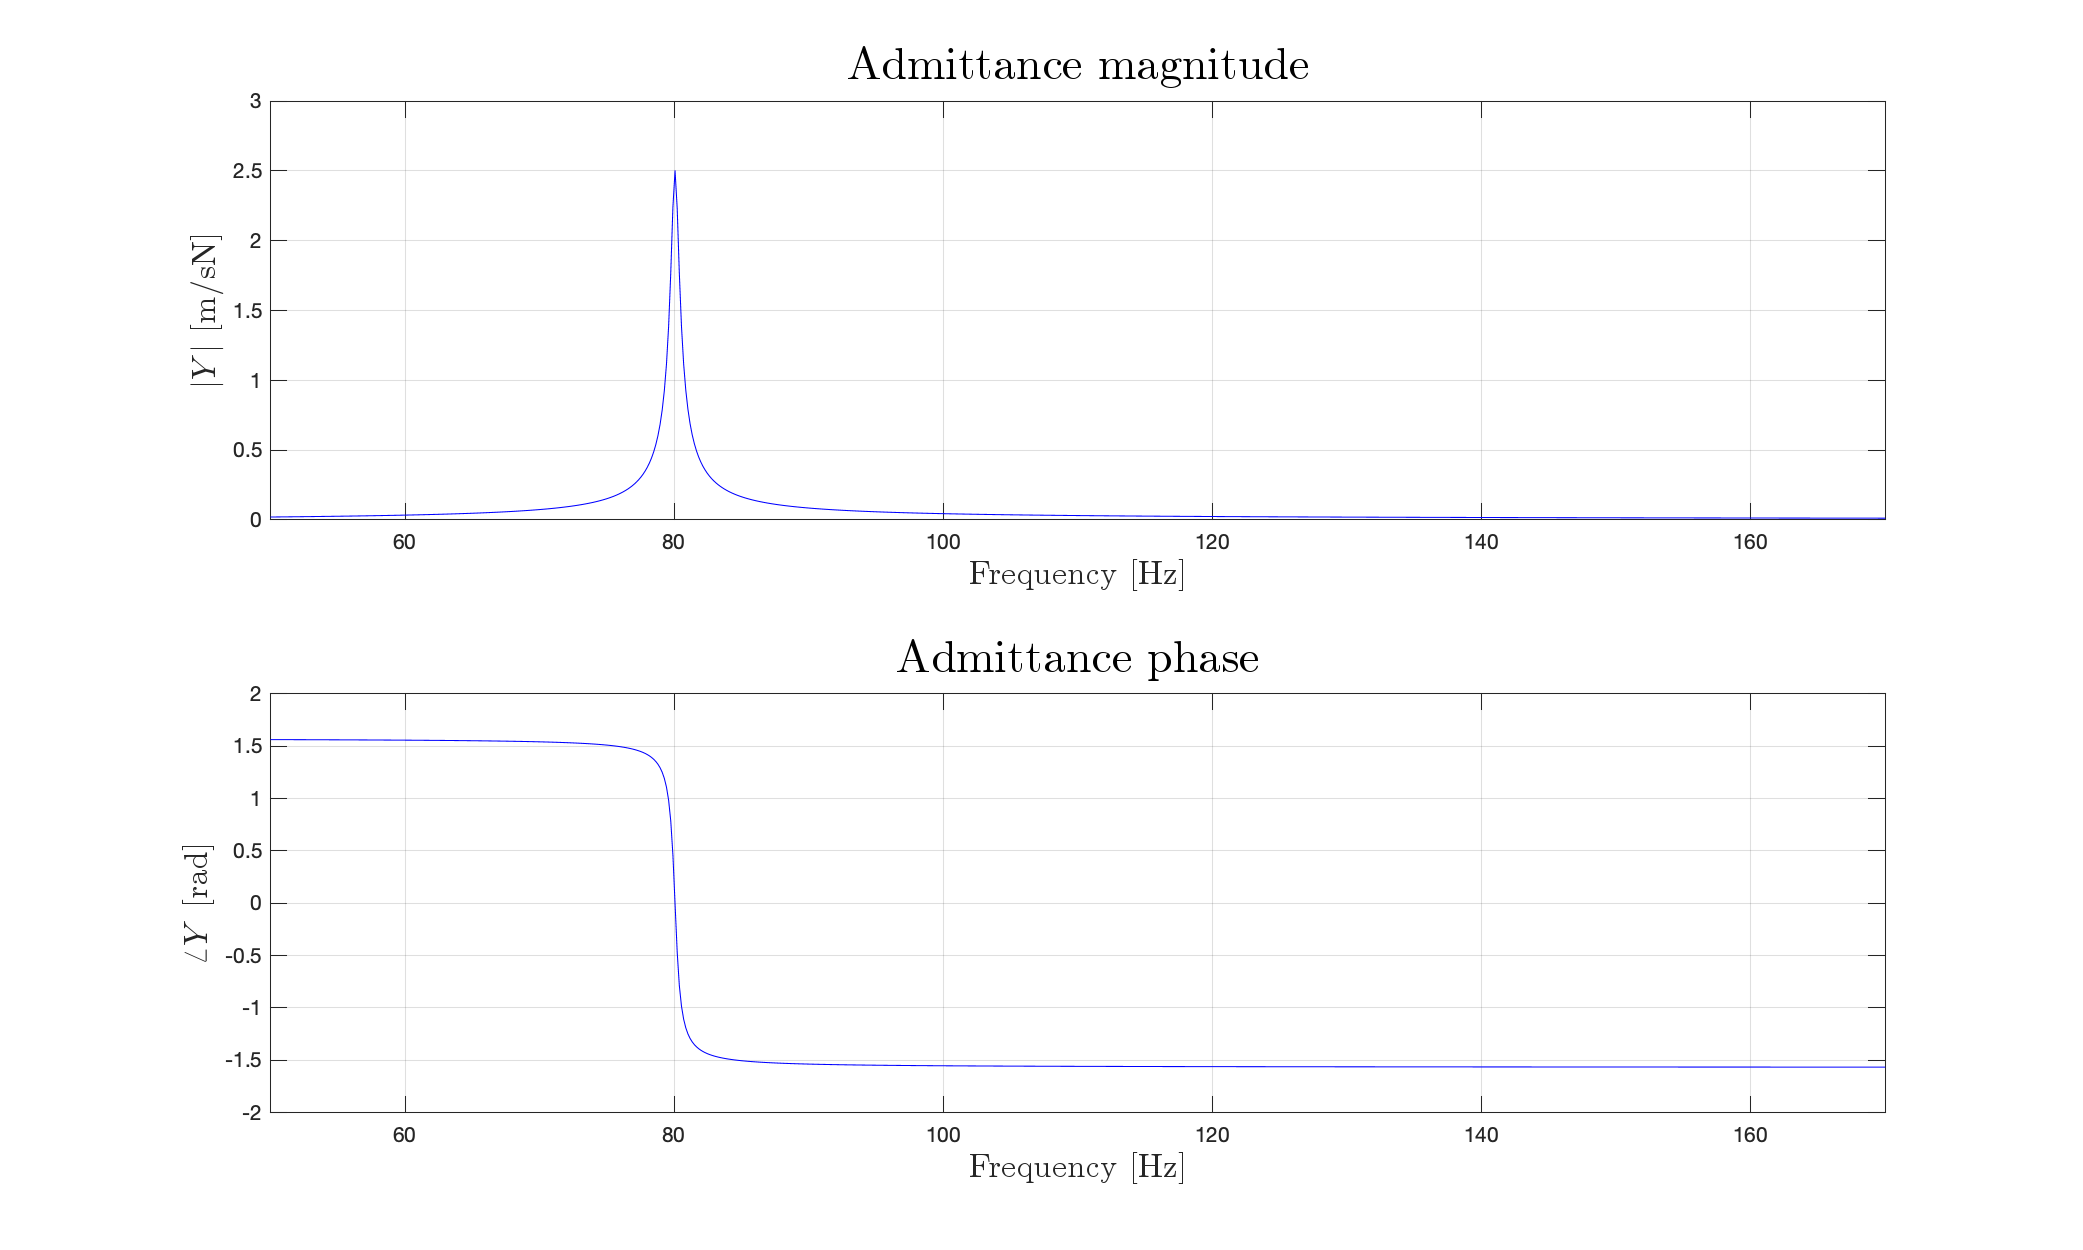 Admittance magnitude
3
2.5
2
1.5
1
0.5
0
|Y| [m/sN]
60 80 100 120 140 160
Frequency [Hz]
Admittance phase
2
1.5
1
0.5
0
-0.5
-1
-1.5
-2
∠Y [rad]
60 80 100 120 140 160
Frequency [Hz]